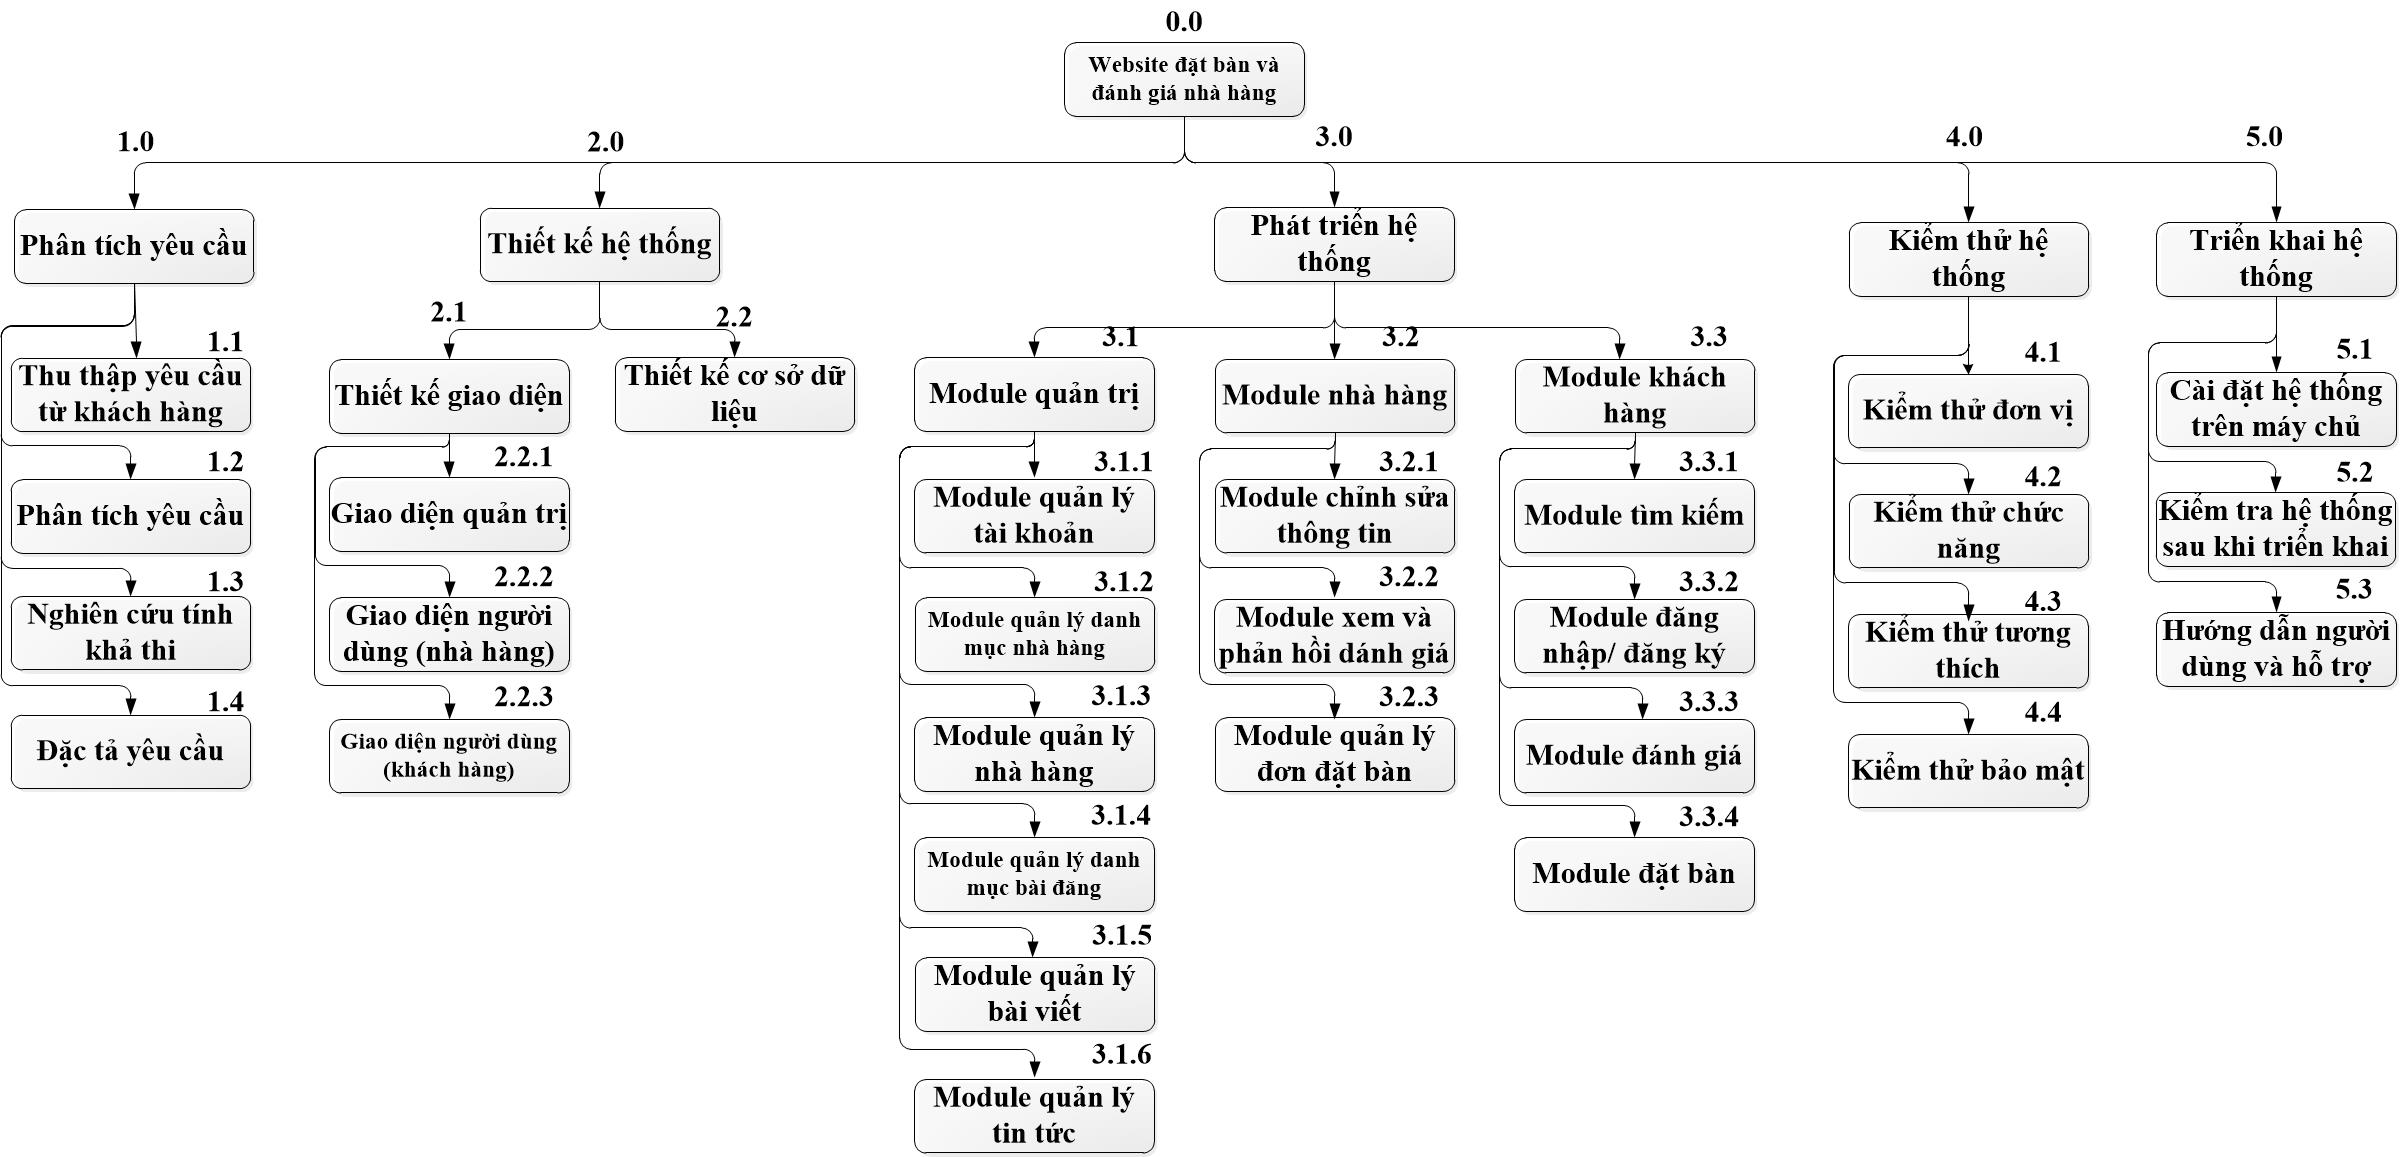 0.0
Website đặt bàn và
đánh giá nhà hàng
1.0
Phân tích yêu cầu
1.1
Thu thập yêu cầu
từ khách hàng
1.2
Phân tích yêu cầu
1.3
Nghiên cứu tính
khả thi
1.4
Đặc tả yêu cầu
2.0
Thiết kế hệ thống
2.1
Thiết kế giao diện
2.2.1
Giao diện quản trị
2.2.2
Giao diện người
dùng (nhà hàng)
2.2.3
Giao diện người dùng
(khách hàng)
2.2
Thiết kế cơ sở dữ
liệu
3.0
Phát triển hệ
thống
3.1
Module quản trị
3.1.1
Module quản lý
tài khoản
3.1.2
Module quản lý danh
mục nhà hàng
3.1.3
Module quản lý
nhà hàng
3.1.4
Module quản lý danh
mục bài đăng
3.1.5
Module quản lý
bài viết
3.1.6
Module quản lý
tin tức
3.2
Module nhà hàng
3.2.1
Module chỉnh sửa
thông tin
3.2.2
Module xem và
phản hồi dánh giá
3.2.3
Module quản lý
đơn đặt bàn
3.3
Module khách
hàng
3.3.1
Module tìm kiếm
3.3.2
Module đăng
nhập/ đăng ký
3.3.3
Module đánh giá
3.3.4
Module đặt bàn
4.0
Kiểm thử hệ
thống
4.1
Kiểm thử đơn vị
4.2
Kiểm thử chức
năng
4.3
Kiểm thử tương
thích
4.4
Kiểm thử bảo mật
5.0
Triển khai hệ
thống
5.1
Cài đặt hệ thống
trên máy chủ
5.2
Kiểm tra hệ thống
sau khi triển khai
5.3
Hướng dẫn người
dùng và hỗ trợ